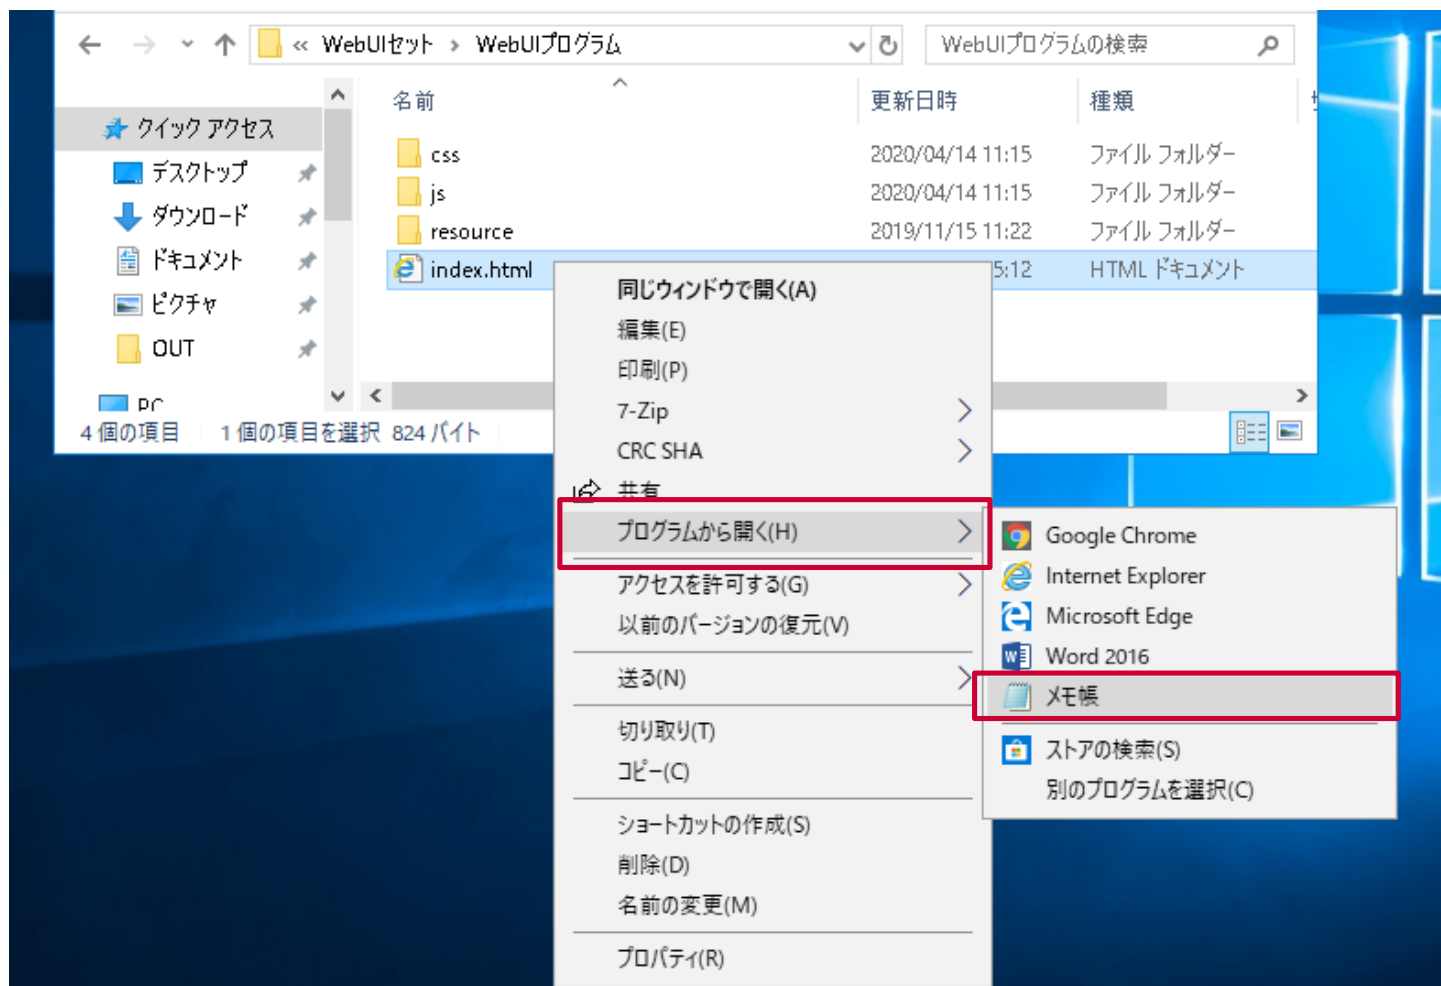 « WebUIセット › WebUIプログラム
WebUIプログラムの検索
名前 更新日時 種類
クイック アクセス
デスクトップ
ダウンロード
ドキュメント
ピクチャ
OUT
PC
css 2020/04/14 11:15 ファイル フォルダー
js 2020/04/14 11:15 ファイル フォルダー
resource 2019/11/15 11:22 ファイル フォルダー
index.html 5:12 HTML ドキュメント
4 個の項目 1 個の項目を選択 824 バイト
同じウィンドウで開く(A)
編集(E)
印刷(P)
7-Zip
CRC SHA
共有
プログラムから開く(H)
アクセスを許可する(G)
以前のバージョンの復元(V)
送る(N)
切り取り(T)
コピー(C)
ショートカットの作成(S)
削除(D)
名前の変更(M)
プロパティ(R)
Google Chrome
Internet Explorer
Microsoft Edge
Word 2016
メモ帳
ストアの検索(S)
別のプログラムを選択(C)